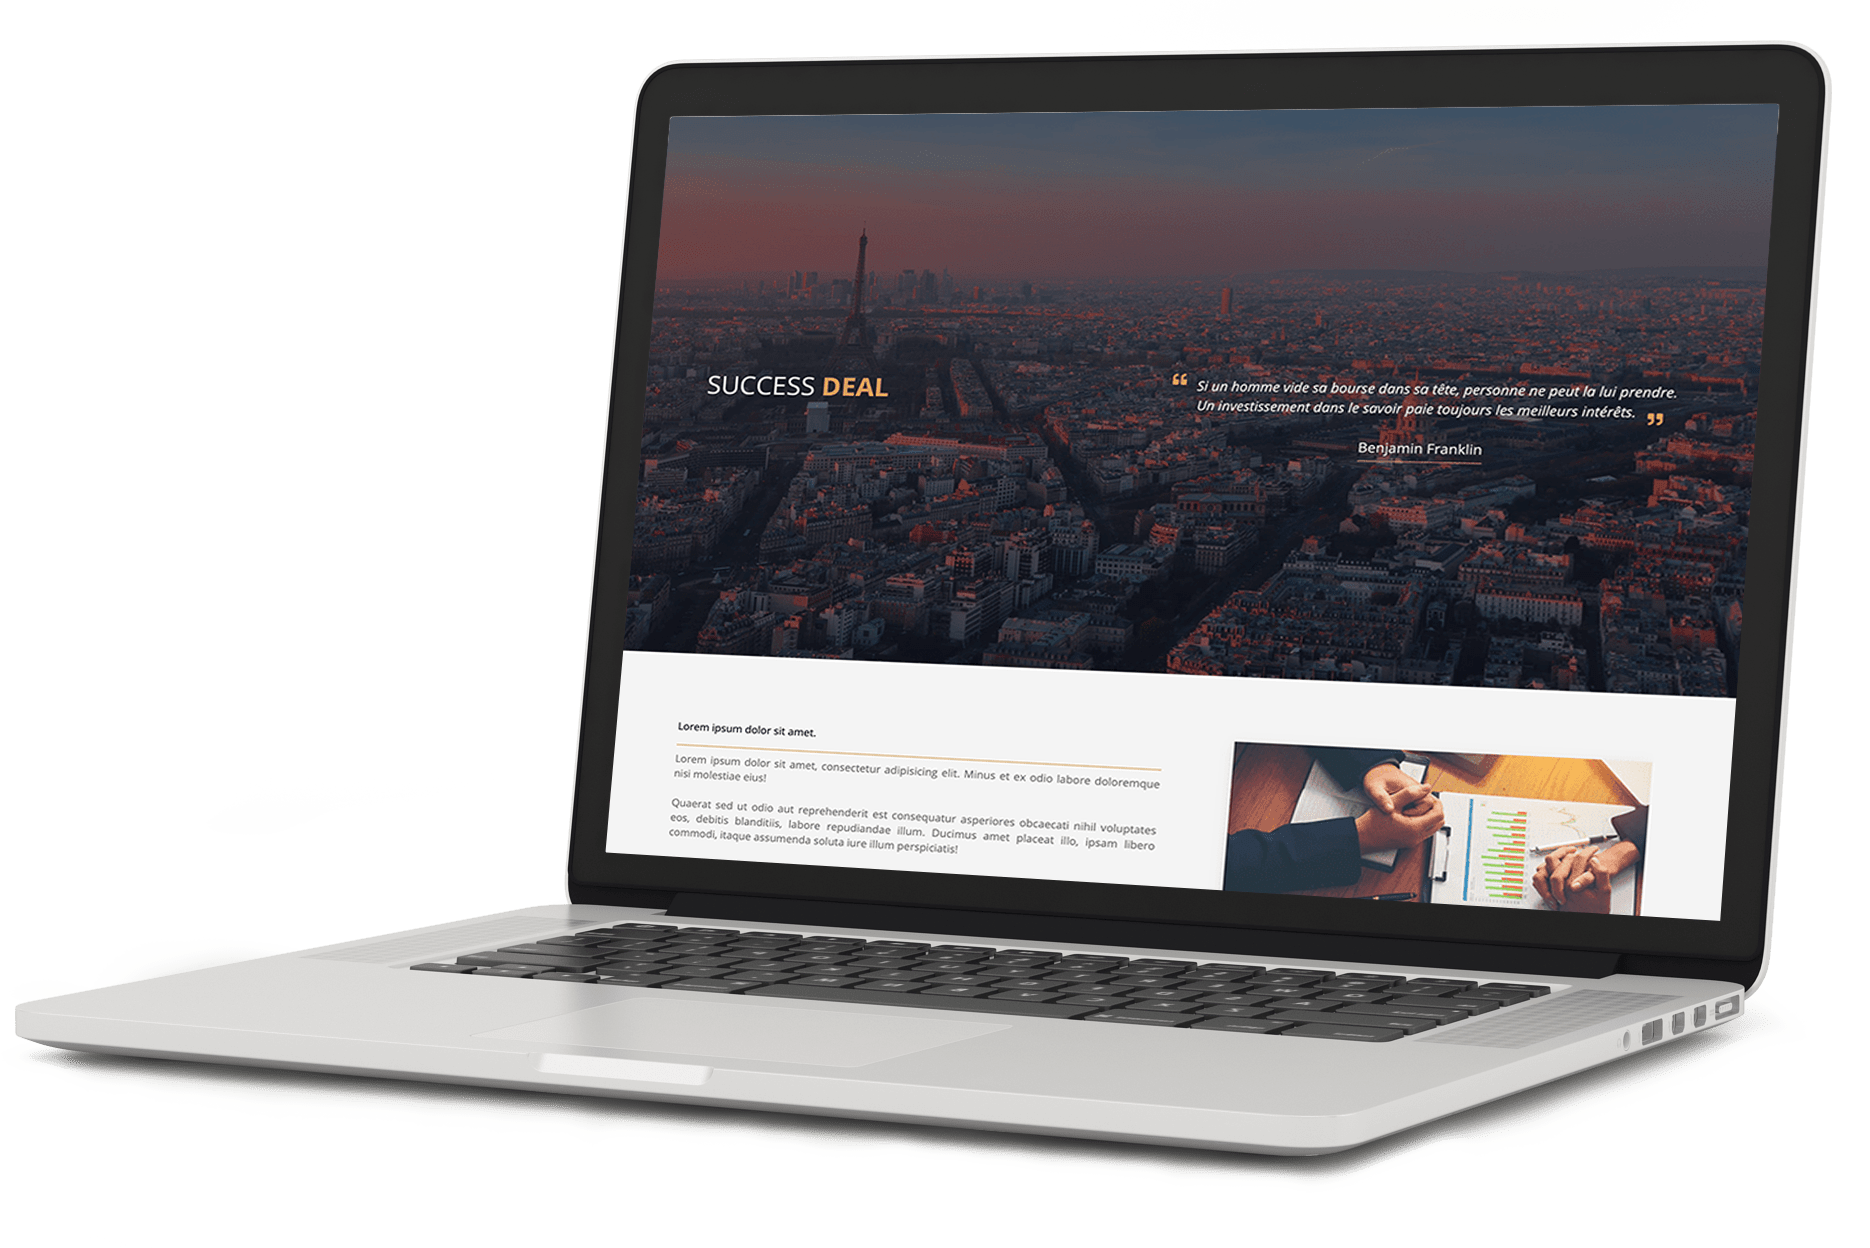 SUCCESS DEAL
“ Si un homme vide sa bourse dans sa tête, personne ne peut la lui prendre.
Un investissement dans le savoir paie toujours les meilleurs intérêts. ”
Benjamin Franklin
Lorem ipsum dolor sit amet.
Lorem ipsum dolor sit amet, consectetur adipisicing elit. Minus et ex odio labore doloremque
nisi molestiae eius!
Quaerat sed ut odio aut reprehenderit est consequatur asperiores obcaecati nihil voluptates
eos, debitis blanditiis, labore repudiandae illum. Ducimus amet placeat illo, ipsam libero
commodi, itaque assumenda soluta iure illum perspiciatis!